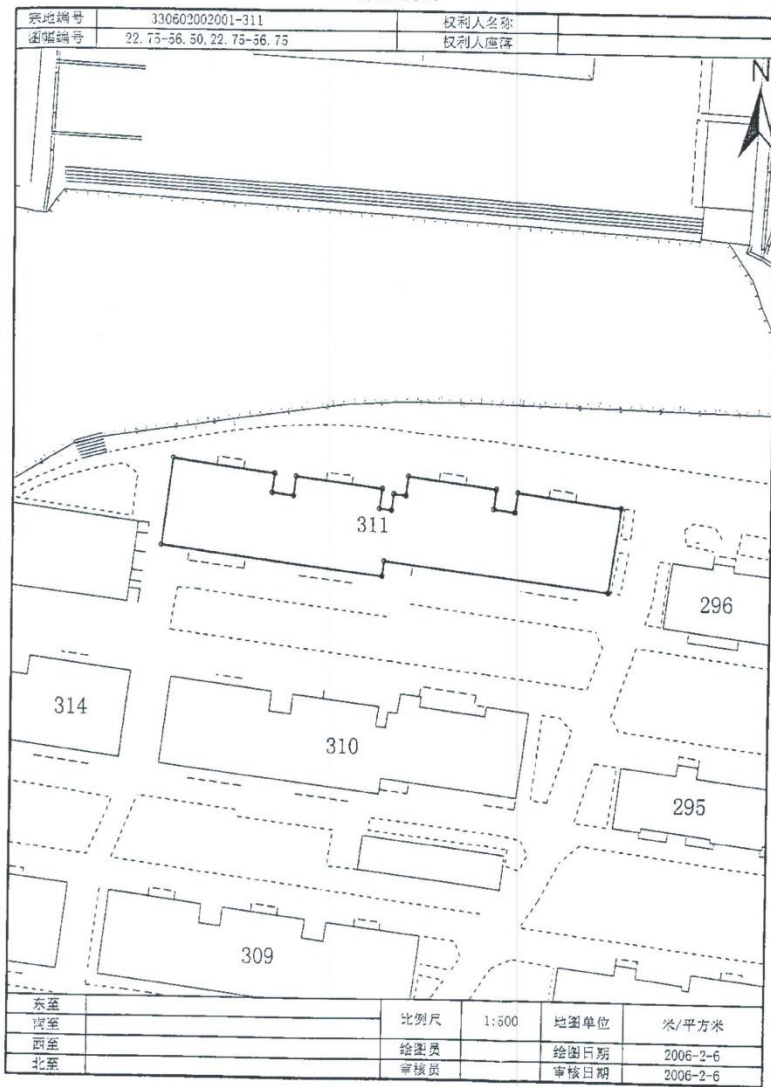 宗地编号 330602002001-311 权利人名称
图幅编号 22.75-56.50,22.75-56.75 权利人座落
N
311
296
314
310
295
309
东至
南至 比例尺 1:500 地图单位 米/平方米
西至 绘图员 绘图日期 2006-2-6
北至 审核员 审核日期 2006-2-6